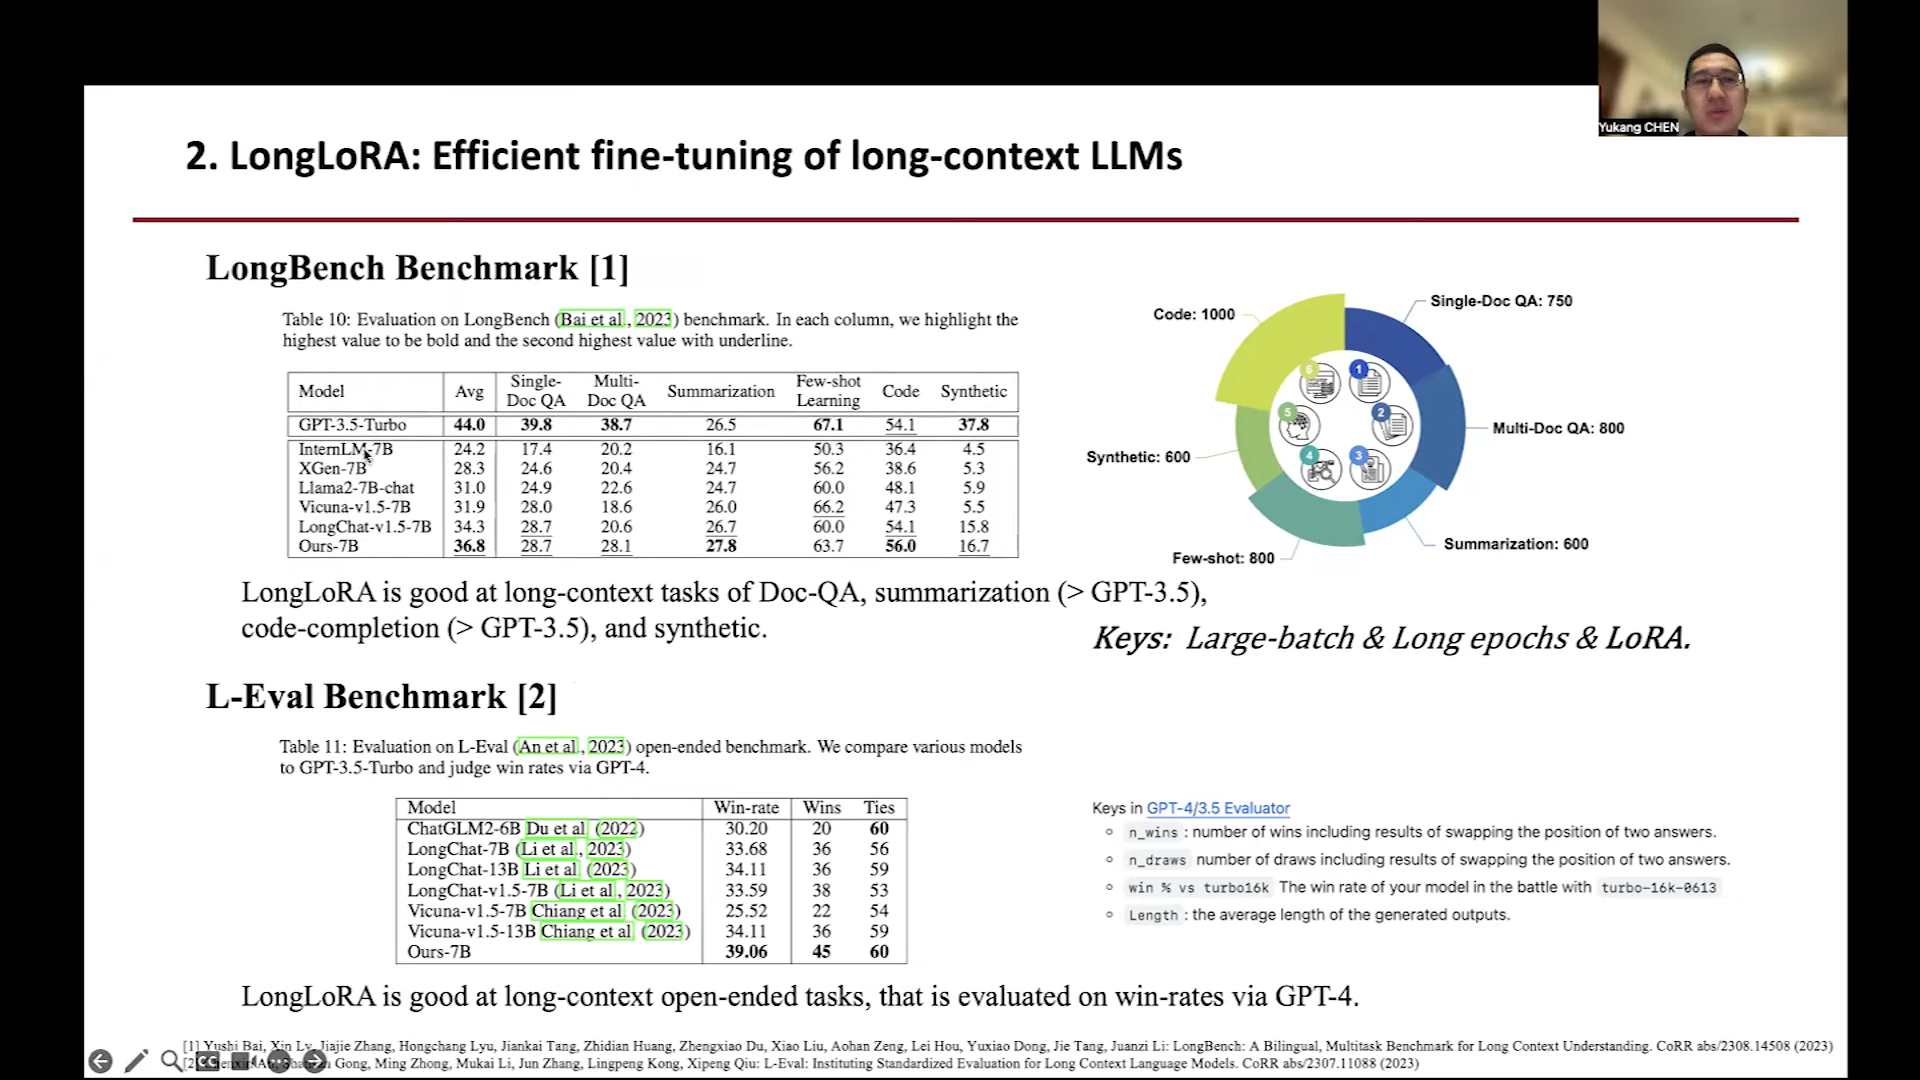 Yukang CHEN
2. LongLoRA: Efficient fine-tuning of long-context LLMs
LongBench Benchmark [1]
Table 10: Evaluation on LongBench (Bai et al., 2023) benchmark. In each column, we highlight the
highest value to be bold and the second highest value with underline.
Model Avg Single-Doc QA Multi-Doc QA Summarization Few-shot Learning Code Synthetic
GPT-3.5-Turbo 44.0 39.8 38.7 26.5 67.1 54.1 37.8
InternLM-7B 24.2 17.4 20.2 16.1 50.3 36.4 4.5
XGen-7B 28.3 24.6 20.4 24.7 56.2 38.6 5.3
Llama2-7B-chat 31.0 24.9 22.6 24.7 60.0 48.1 5.9
Vicuna-v1.5-7B 31.9 28.0 18.6 26.0 66.2 47.3 5.5
LongChat-v1.5-7B 34.3 28.7 20.6 26.7 60.0 54.1 15.8
Ours-7B 36.8 28.7 28.1 27.8 63.7 56.0 16.7
Code: 1000
Single-Doc QA: 750
Multi-Doc QA: 800
Synthetic: 600
Summarization: 600
Few-shot: 800
6
1
5
2
4
3
LongLoRA is good at long-context tasks of Doc-QA, summarization (> GPT-3.5),
code-completion (> GPT-3.5), and synthetic.
Keys: Large-batch & Long epochs & LoRA.
L-Eval Benchmark [2]
Table 11: Evaluation on L-Eval (An et al., 2023) open-ended benchmark. We compare various models
to GPT-3.5-Turbo and judge win rates via GPT-4.
Model Win-rate Wins Ties
ChatGLM2-6B Du et al. (2022) 30.20 20 60
LongChat-7B (Li et al., 2023) 33.68 36 56
LongChat-13B Li et al. (2023) 34.11 36 59
LongChat-v1.5-7B (Li et al., 2023) 33.59 38 53
Vicuna-v1.5-7B Chiang et al. (2023) 25.52 22 54
Vicuna-v1.5-13B Chiang et al. (2023) 34.11 36 59
Ours-7B 39.06 45 60
Keys in GPT-4/3.5 Evaluator
n_wins : number of wins including results of swapping the position of two answers.
n_draws number of draws including results of swapping the position of two answers.
win % vs turbo16k The win rate of your model in the battle with turbo-16k-0613
Length : the average length of the generated outputs.
LongLoRA is good at long-context open-ended tasks, that is evaluated on win-rates via GPT-4.
[1] Yushi Bai, Xin Lv, Jiajie Zhang, Hongchang Lyu, Jiankai Tang, Zhidian Huang, Zhengxiao Du, Xiao Liu, Aohan Zeng, Lei Hou, Yuxiao Dong, Jie Tang, Juanzi Li: LongBench: A Bilingual, Multitask Benchmark for Long Context Understanding. CoRR abs/2308.14508 (2023)
Gong, Ming Zhong, Mukai Li, Jun Zhang, Lingpeng Kong, Xipeng Qiu: L-Eval: Instituting Standardized Evaluation for Long Context Language Models. CoRR abs/2307.11088 (2023)